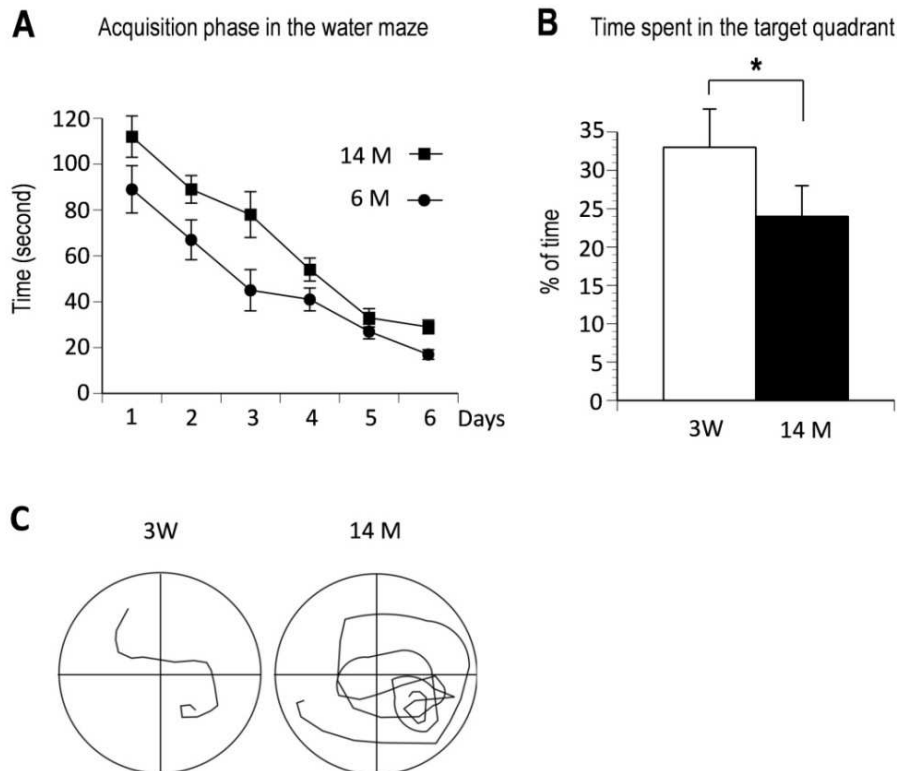 A Acquisition phase in the water maze
Time (second)
120
100
80
60
40
20
0
14 M
6 M
1 2 3 4 5 6 Days
B Time spent in the target quadrant
*
% of time
35
30
25
20
15
10
5
0
3W 14 M
C
3W 14 M